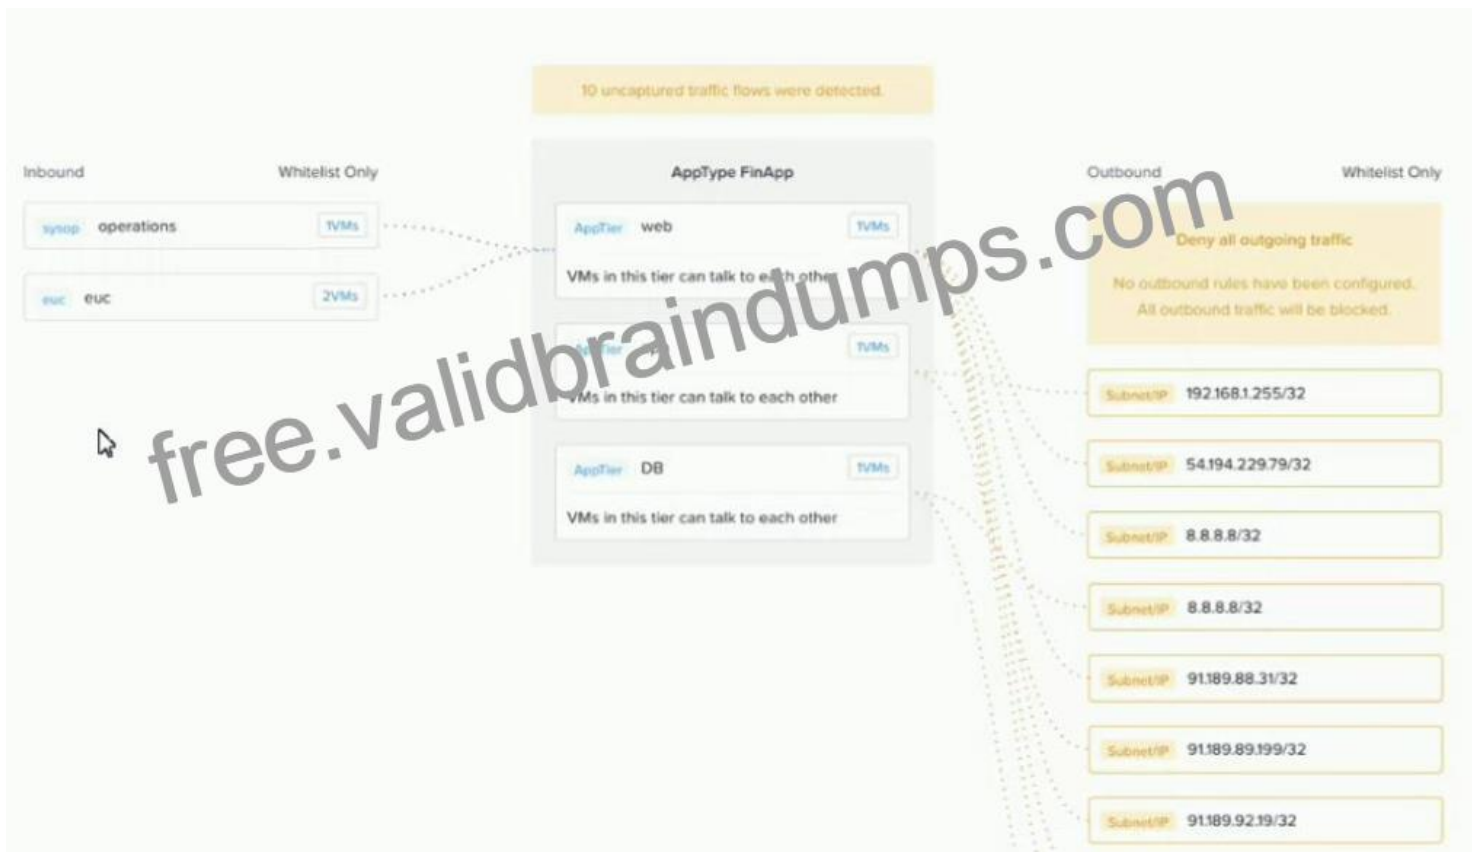 10 uncaptured traffic flows were detected.
Inbound Whitelist Only
sysop operations 1VMs
euc euc 2VMs
AppType FinApp
AppTier web 1VMs
VMs in this tier can talk to each other
AppTier 1VMs
VMs in this tier can talk to each other
AppTier DB 1VMs
VMs in this tier can talk to each other
Outbound Whitelist Only
Deny all outgoing traffic
No outbound rules have been configured.
All outbound traffic will be blocked.
Subnet/IP 192.168.1.255/32
Subnet/IP 54.194.229.79/32
Subnet/IP 8.8.8.8/32
Subnet/IP 8.8.8.8/32
Subnet/IP 91.189.88.31/32
Subnet/IP 91.189.89.199/32
Subnet/IP 91.189.92.19/32
free.validbraindumps.com